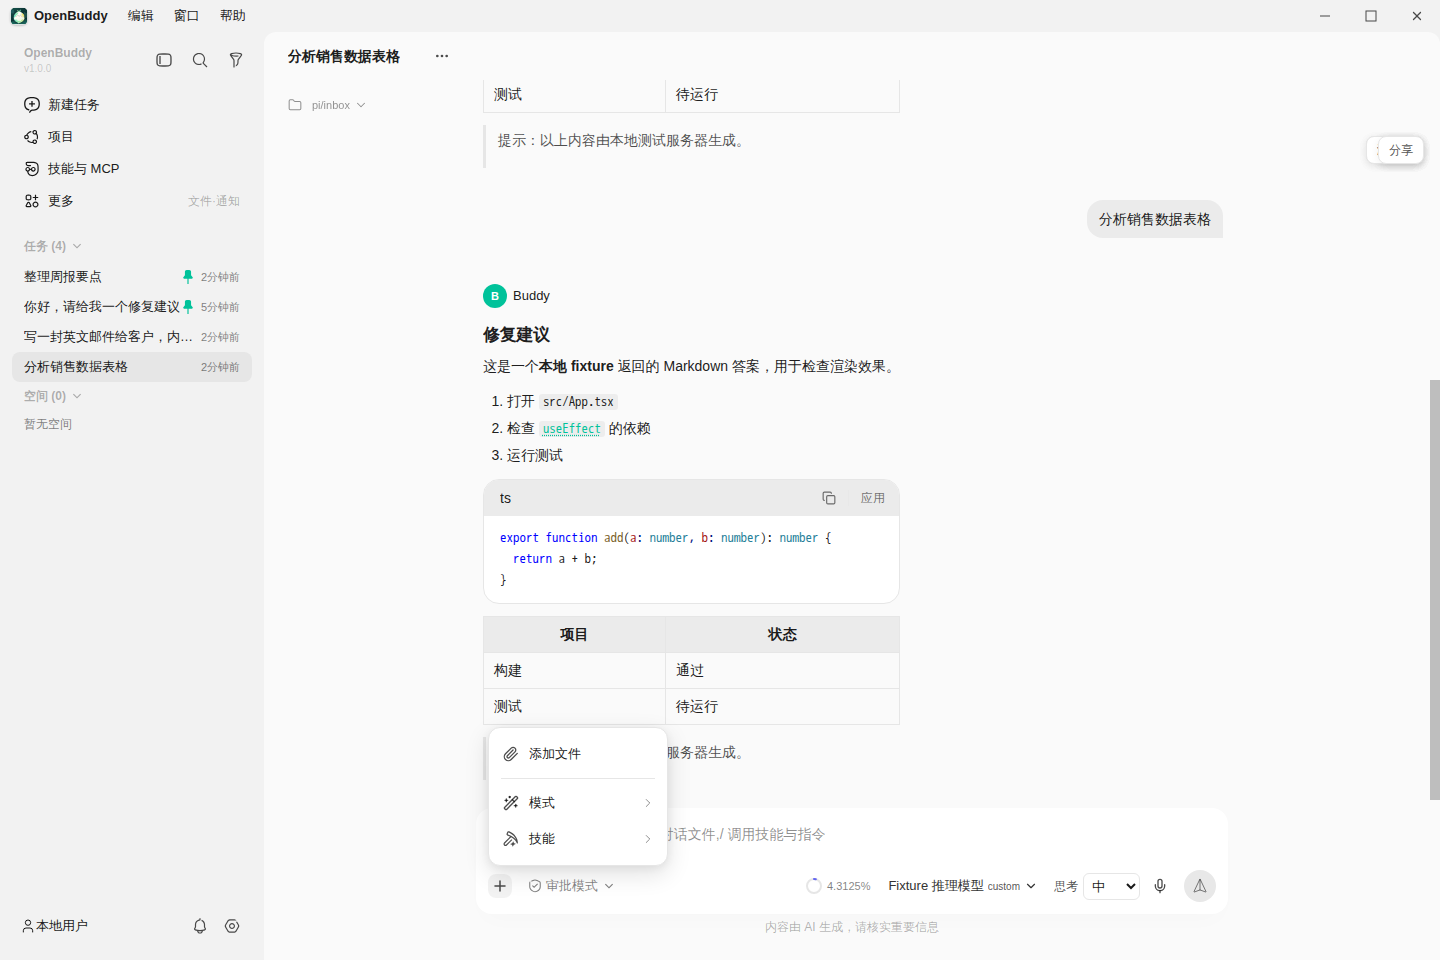 OpenBuddy 编辑 窗口 帮助
OpenBuddy
v1.0.0
新建任务
项目
技能与 MCP
更多 文件·通知
任务 (4)
整理周报要点 2分钟前
你好，请给我一个修复建议 5分钟前
写一封英文邮件给客户，内… 2分钟前
分析销售数据表格 2分钟前
空间 (0)
暂无空间
本地用户
分析销售数据表格
pi/inbox
测试 待运行
提示：以上内容由本地测试服务器生成。
分享
分析销售数据表格
B Buddy
修复建议
这是一个本地 fixture 返回的 Markdown 答案，用于检查渲染效果。
1. 打开 src/App.tsx
2. 检查 useEffect 的依赖
3. 运行测试
ts 应用
export function add(a: number, b: number): number {
return a + b;
}
项目 状态
构建 通过
测试 待运行
服务器生成。
添加文件
模式
技能
对话文件,/ 调用技能与指令
审批模式 4.3125% Fixture 推理模型 custom 思考 中
内容由 AI 生成，请核实重要信息